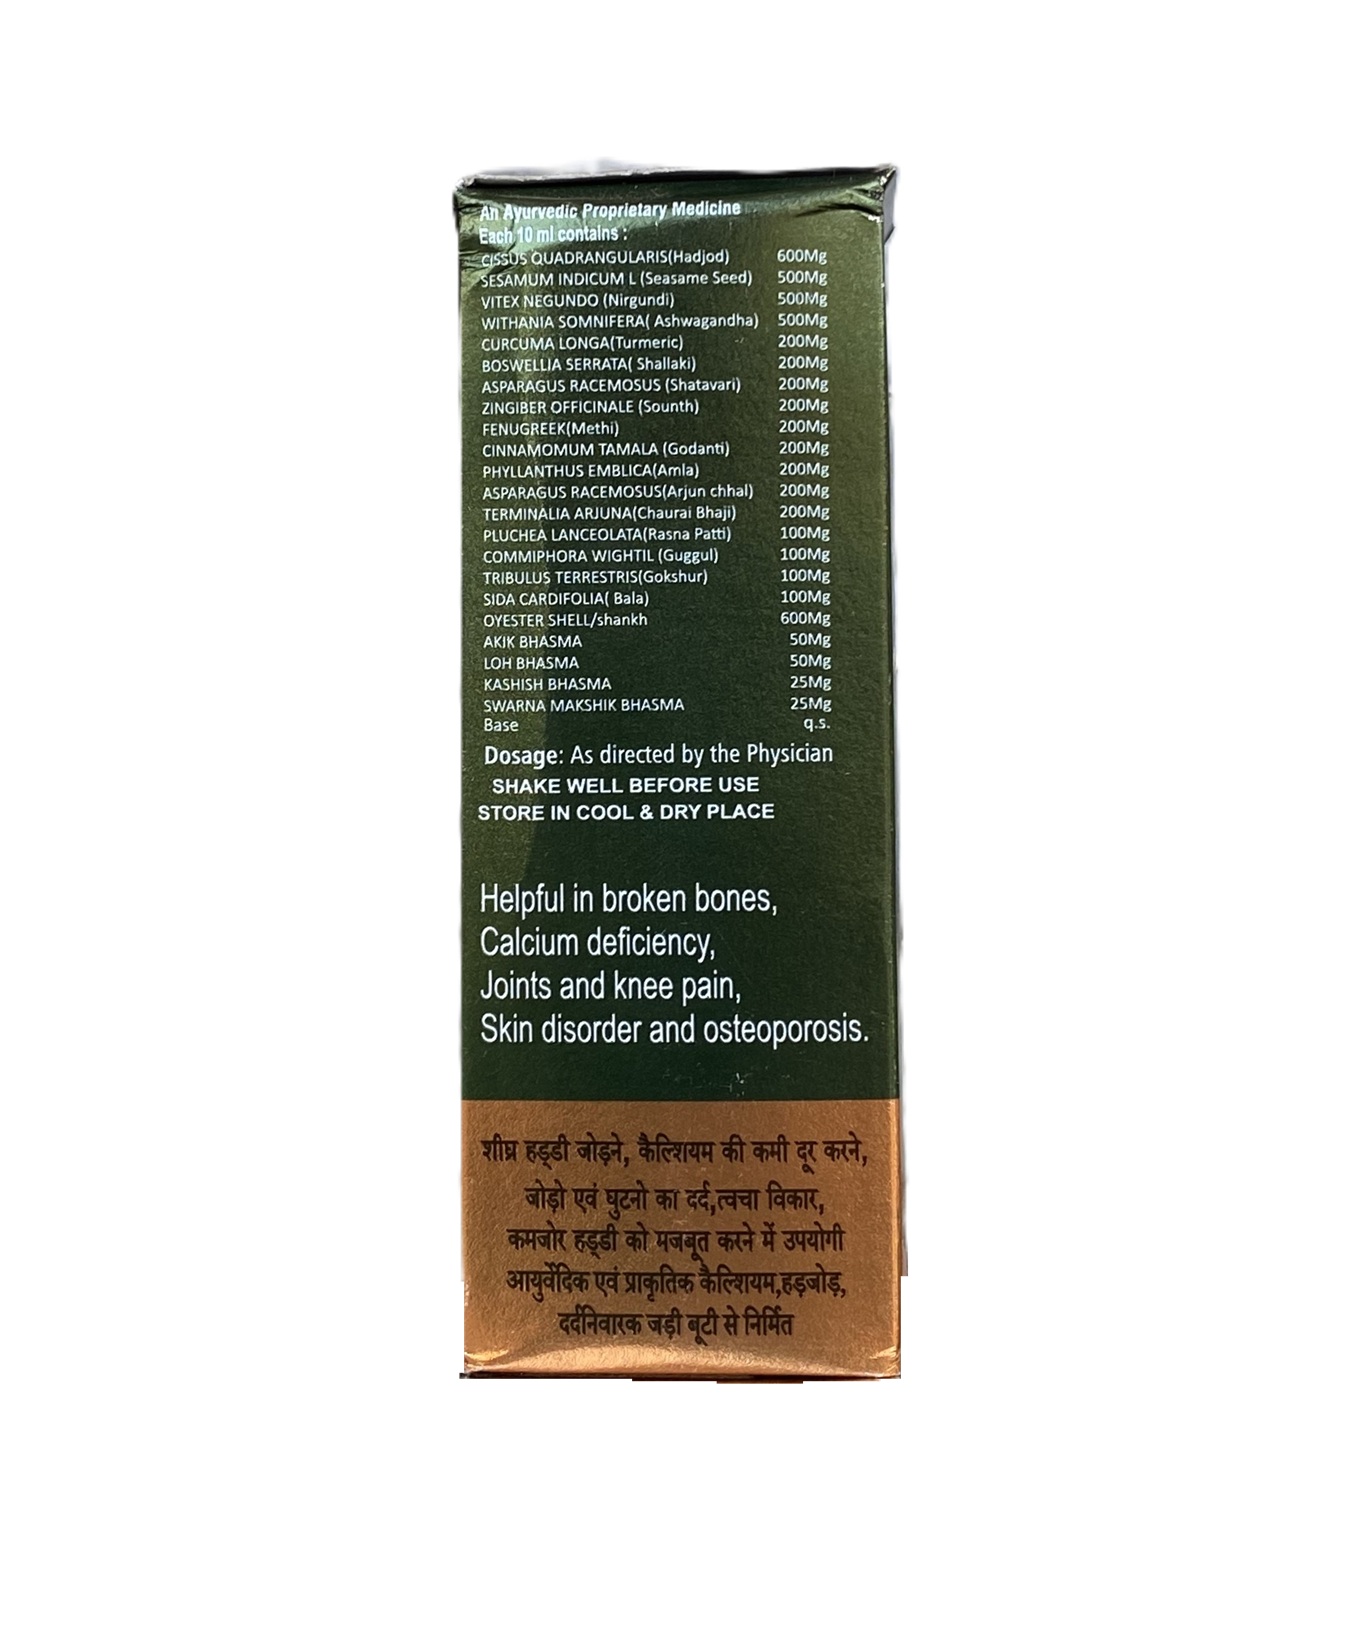 An Ayurvedic Proprietary Medicine
Each 10 ml contains :
CISSUS QUADRANGULARIS(Hadjod) 600Mg
SESAMUM INDICUM L (Seasame Seed) 500Mg
VITEX NEGUNDO (Nirgundi) 500Mg
WITHANIA SOMNIFERA( Ashwagandha) 500Mg
CURCUMA LONGA(Turmeric) 200Mg
BOSWELLIA SERRATA( Shallaki) 200Mg
ASPARAGUS RACEMOSUS (Shatavari) 200Mg
ZINGIBER OFFICINALE (Sounth) 200Mg
FENUGREEK(Methi) 200Mg
CINNAMOMUM TAMALA (Godanti) 200Mg
PHYLLANTHUS EMBLICA(Amla) 200Mg
ASPARAGUS RACEMOSUS(Arjun chhal) 200Mg
TERMINALIA ARJUNA(Chaurai Bhaji) 200Mg
PLUCHEA LANCEOLATA(Rasna Patti) 100Mg
COMMIPHORA WIGHTIL (Guggul) 100Mg
TRIBULUS TERRESTRIS(Gokshur) 100Mg
SIDA CARDIFOLIA( Bala) 100Mg
OYESTER SHELL/shankh 600Mg
AKIK BHASMA 50Mg
LOH BHASMA 50Mg
KASHISH BHASMA 25Mg
SWARNA MAKSHIK BHASMA 25Mg
Base q.s.
Dosage: As directed by the Physician
SHAKE WELL BEFORE USE
STORE IN COOL & DRY PLACE
Helpful in broken bones,
Calcium deficiency,
Joints and knee pain,
Skin disorder and osteoporosis.
शीघ्र हड्डी जोड़ने, कैल्शियम की कमी दूर करने,
जोड़ो एवं घुटनो का दर्द,त्वचा विकार,
कमजोर हड्डी को मजबूत करने में उपयोगी
आयुर्वेदिक एवं प्राकृतिक कैल्शियम,हड़जोड़,
दर्दनिवारक जड़ी बूटी से निर्मित